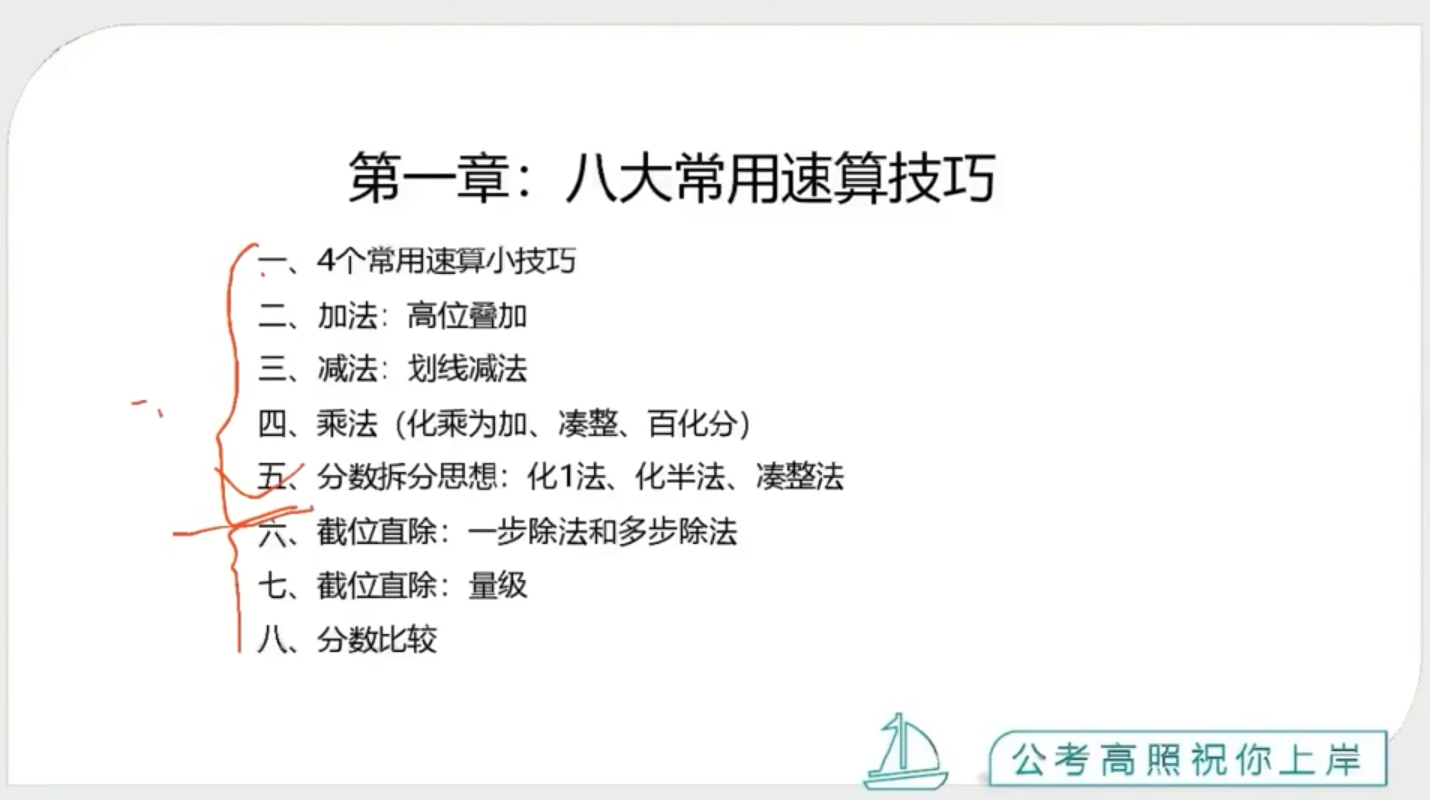 第一章：八大常用速算技巧
一、4个常用速算小技巧
二、加法：高位叠加
三、减法：划线减法
四、乘法（化乘为加、凑整、百化分）
五、分数拆分思想：化1法、化半法、凑整法
六、截位直除：一步除法和多步除法
七、截位直除：量级
八、分数比较
公考高照祝你上岸